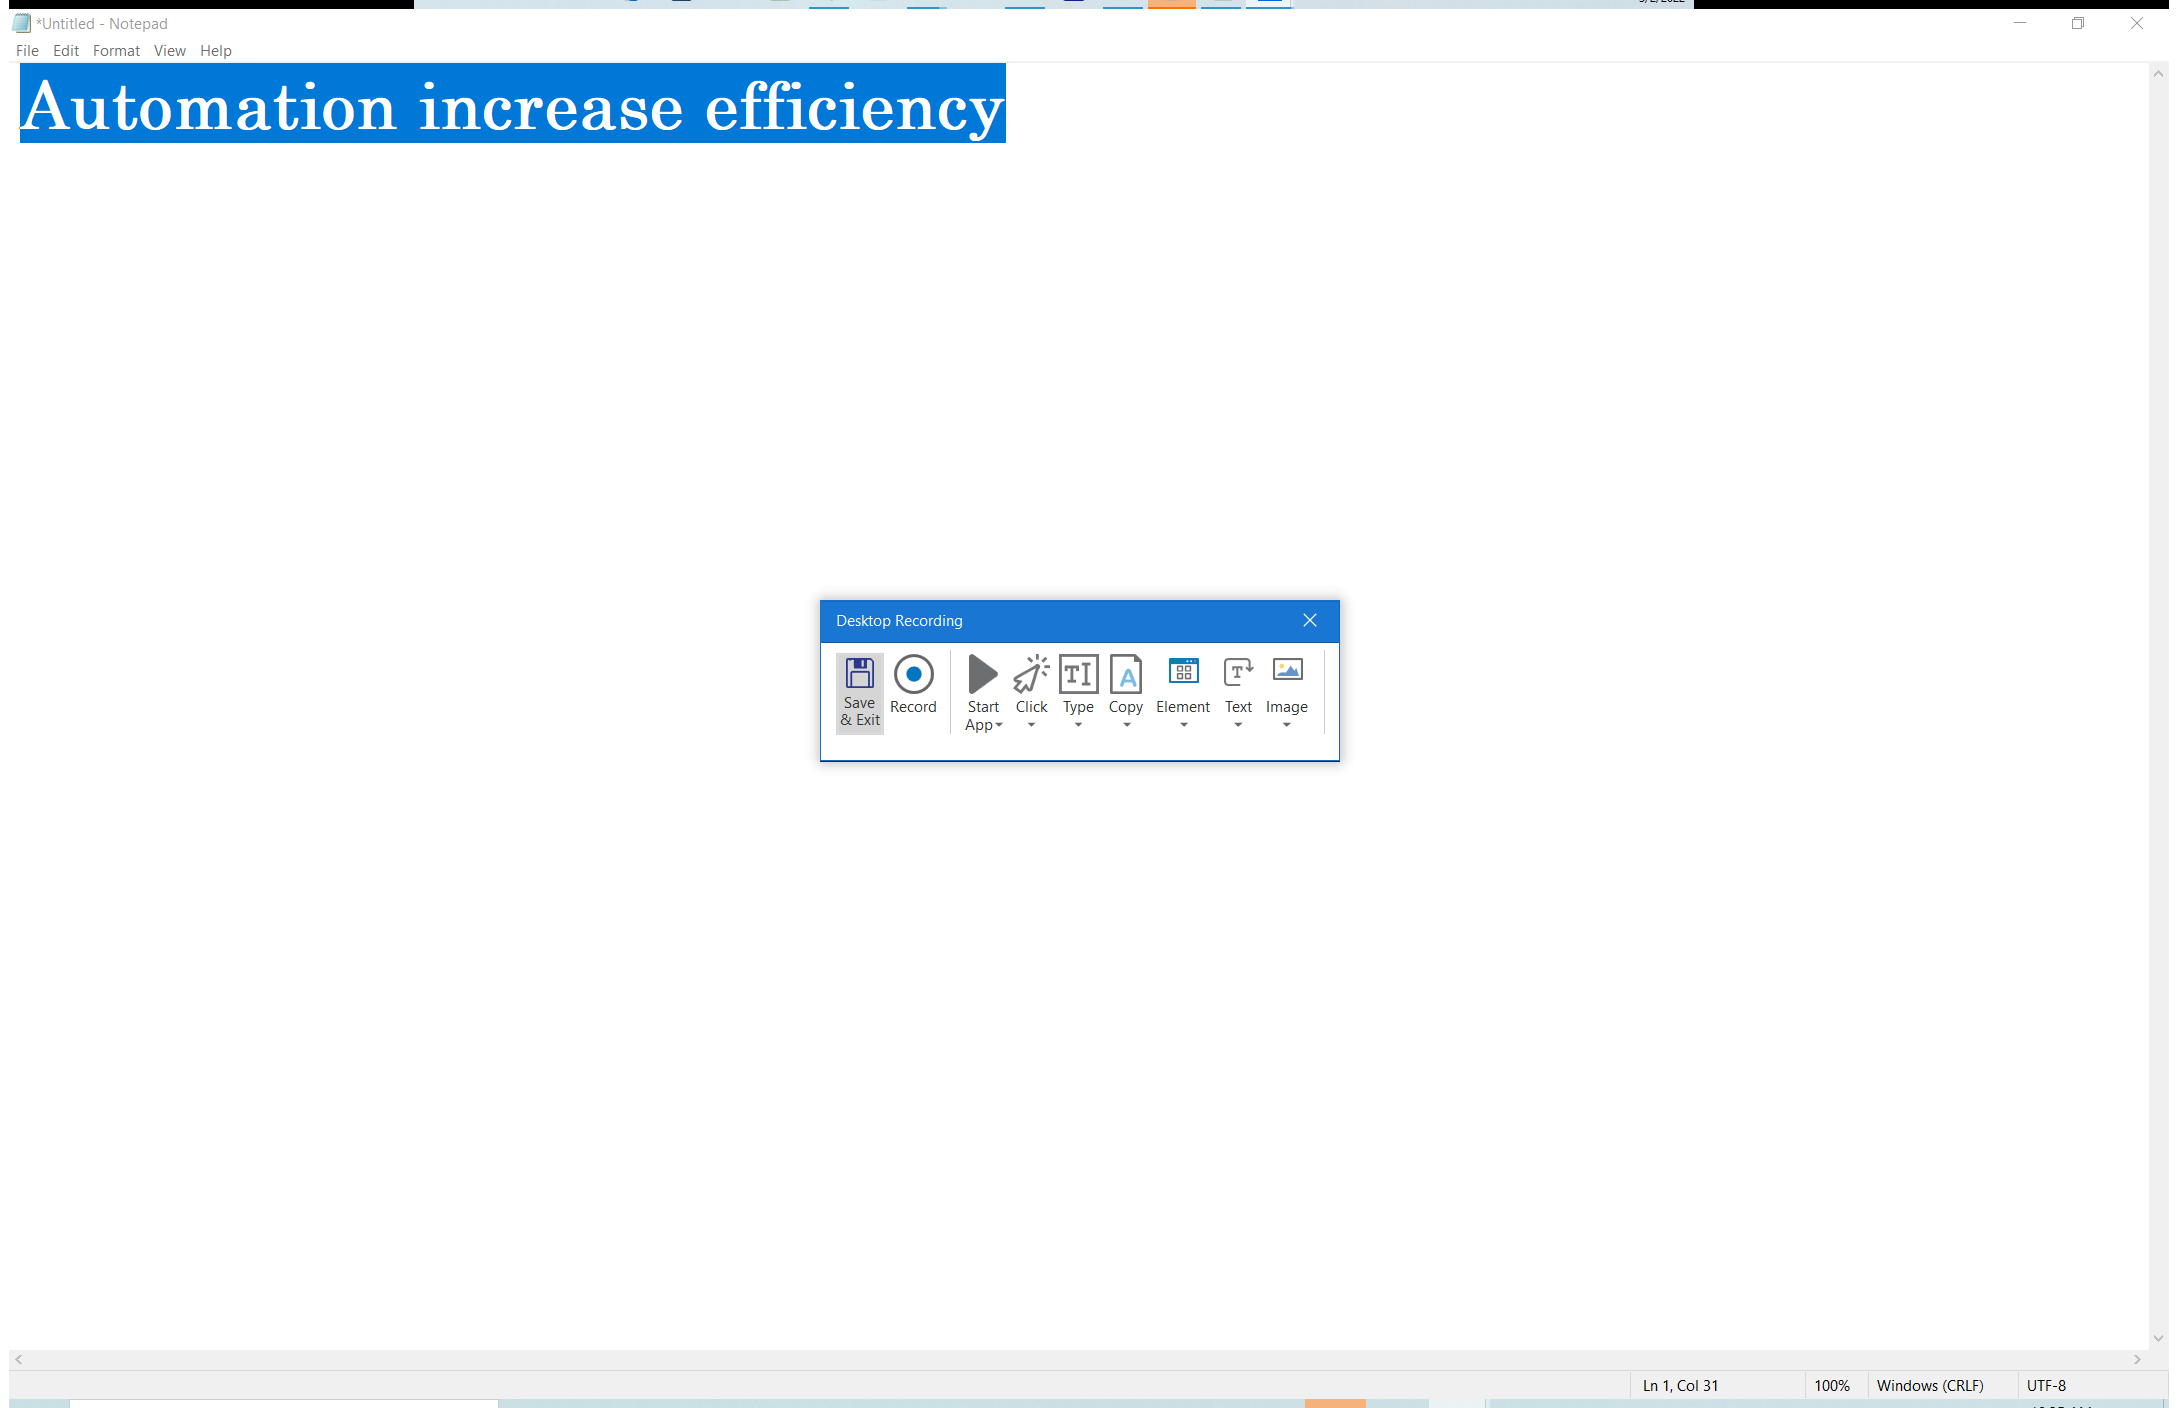 *Untitled - Notepad
File Edit Format View Help
Automation increase efficiency
Desktop Recording
Save & Exit
Record
Start App
Click
Type
Copy
Element
Text
Image
Ln 1, Col 31
100%
Windows (CRLF)
UTF-8